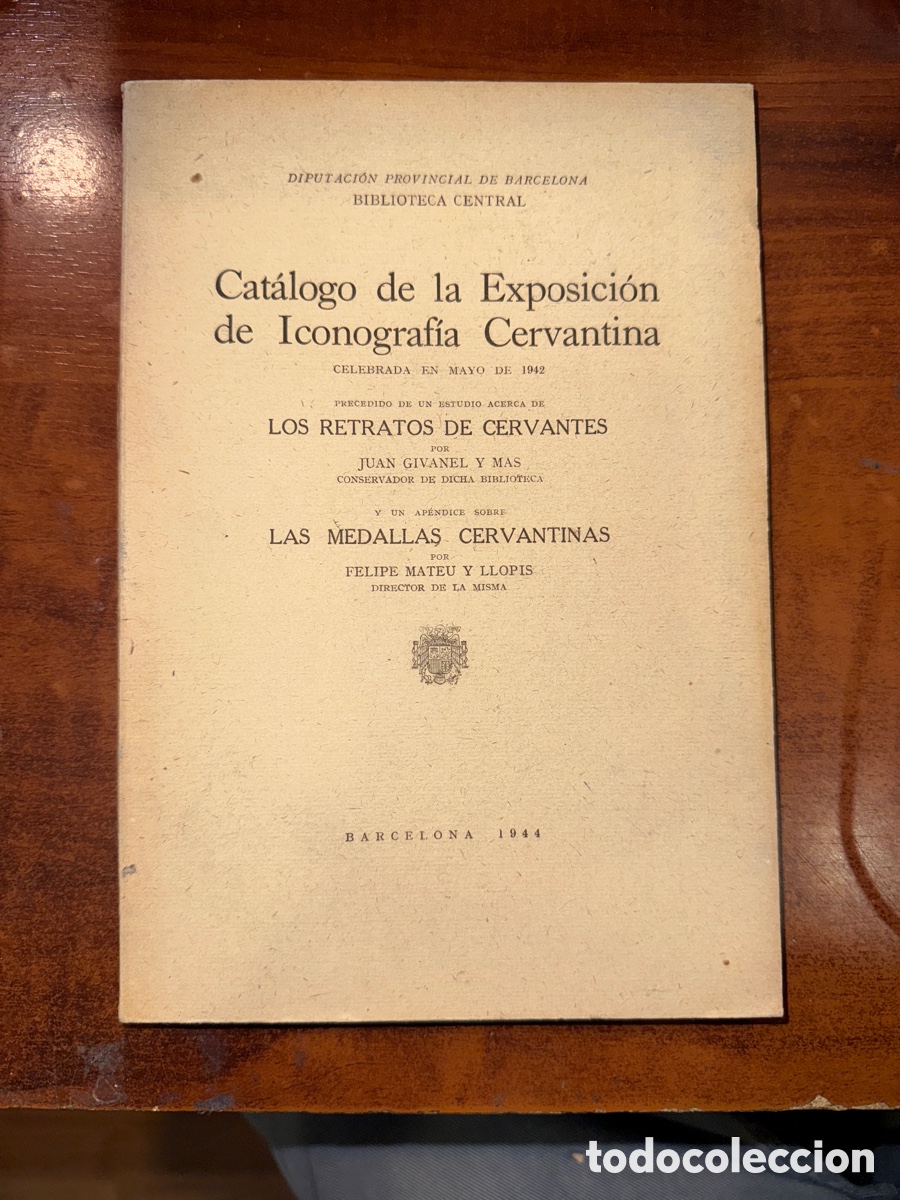 DIPUTACIÓN PROVINCIAL DE BARCELONA
BIBLIOTECA CENTRAL
Catálogo de la Exposición
de Iconografía Cervantina
CELEBRADA EN MAYO DE 1942
PRECEDIDO DE UN ESTUDIO ACERCA DE
LOS RETRATOS DE CERVANTES
POR
JUAN GIVANEL Y MAS
CONSERVADOR DE DICHA BIBLIOTECA
Y UN APÉNDICE SOBRE
LAS MEDALLAS CERVANTINAS
POR
FELIPE MATEU Y LLOPIS
DIRECTOR DE LA MISMA
BARCELONA 1944
todocoleccion